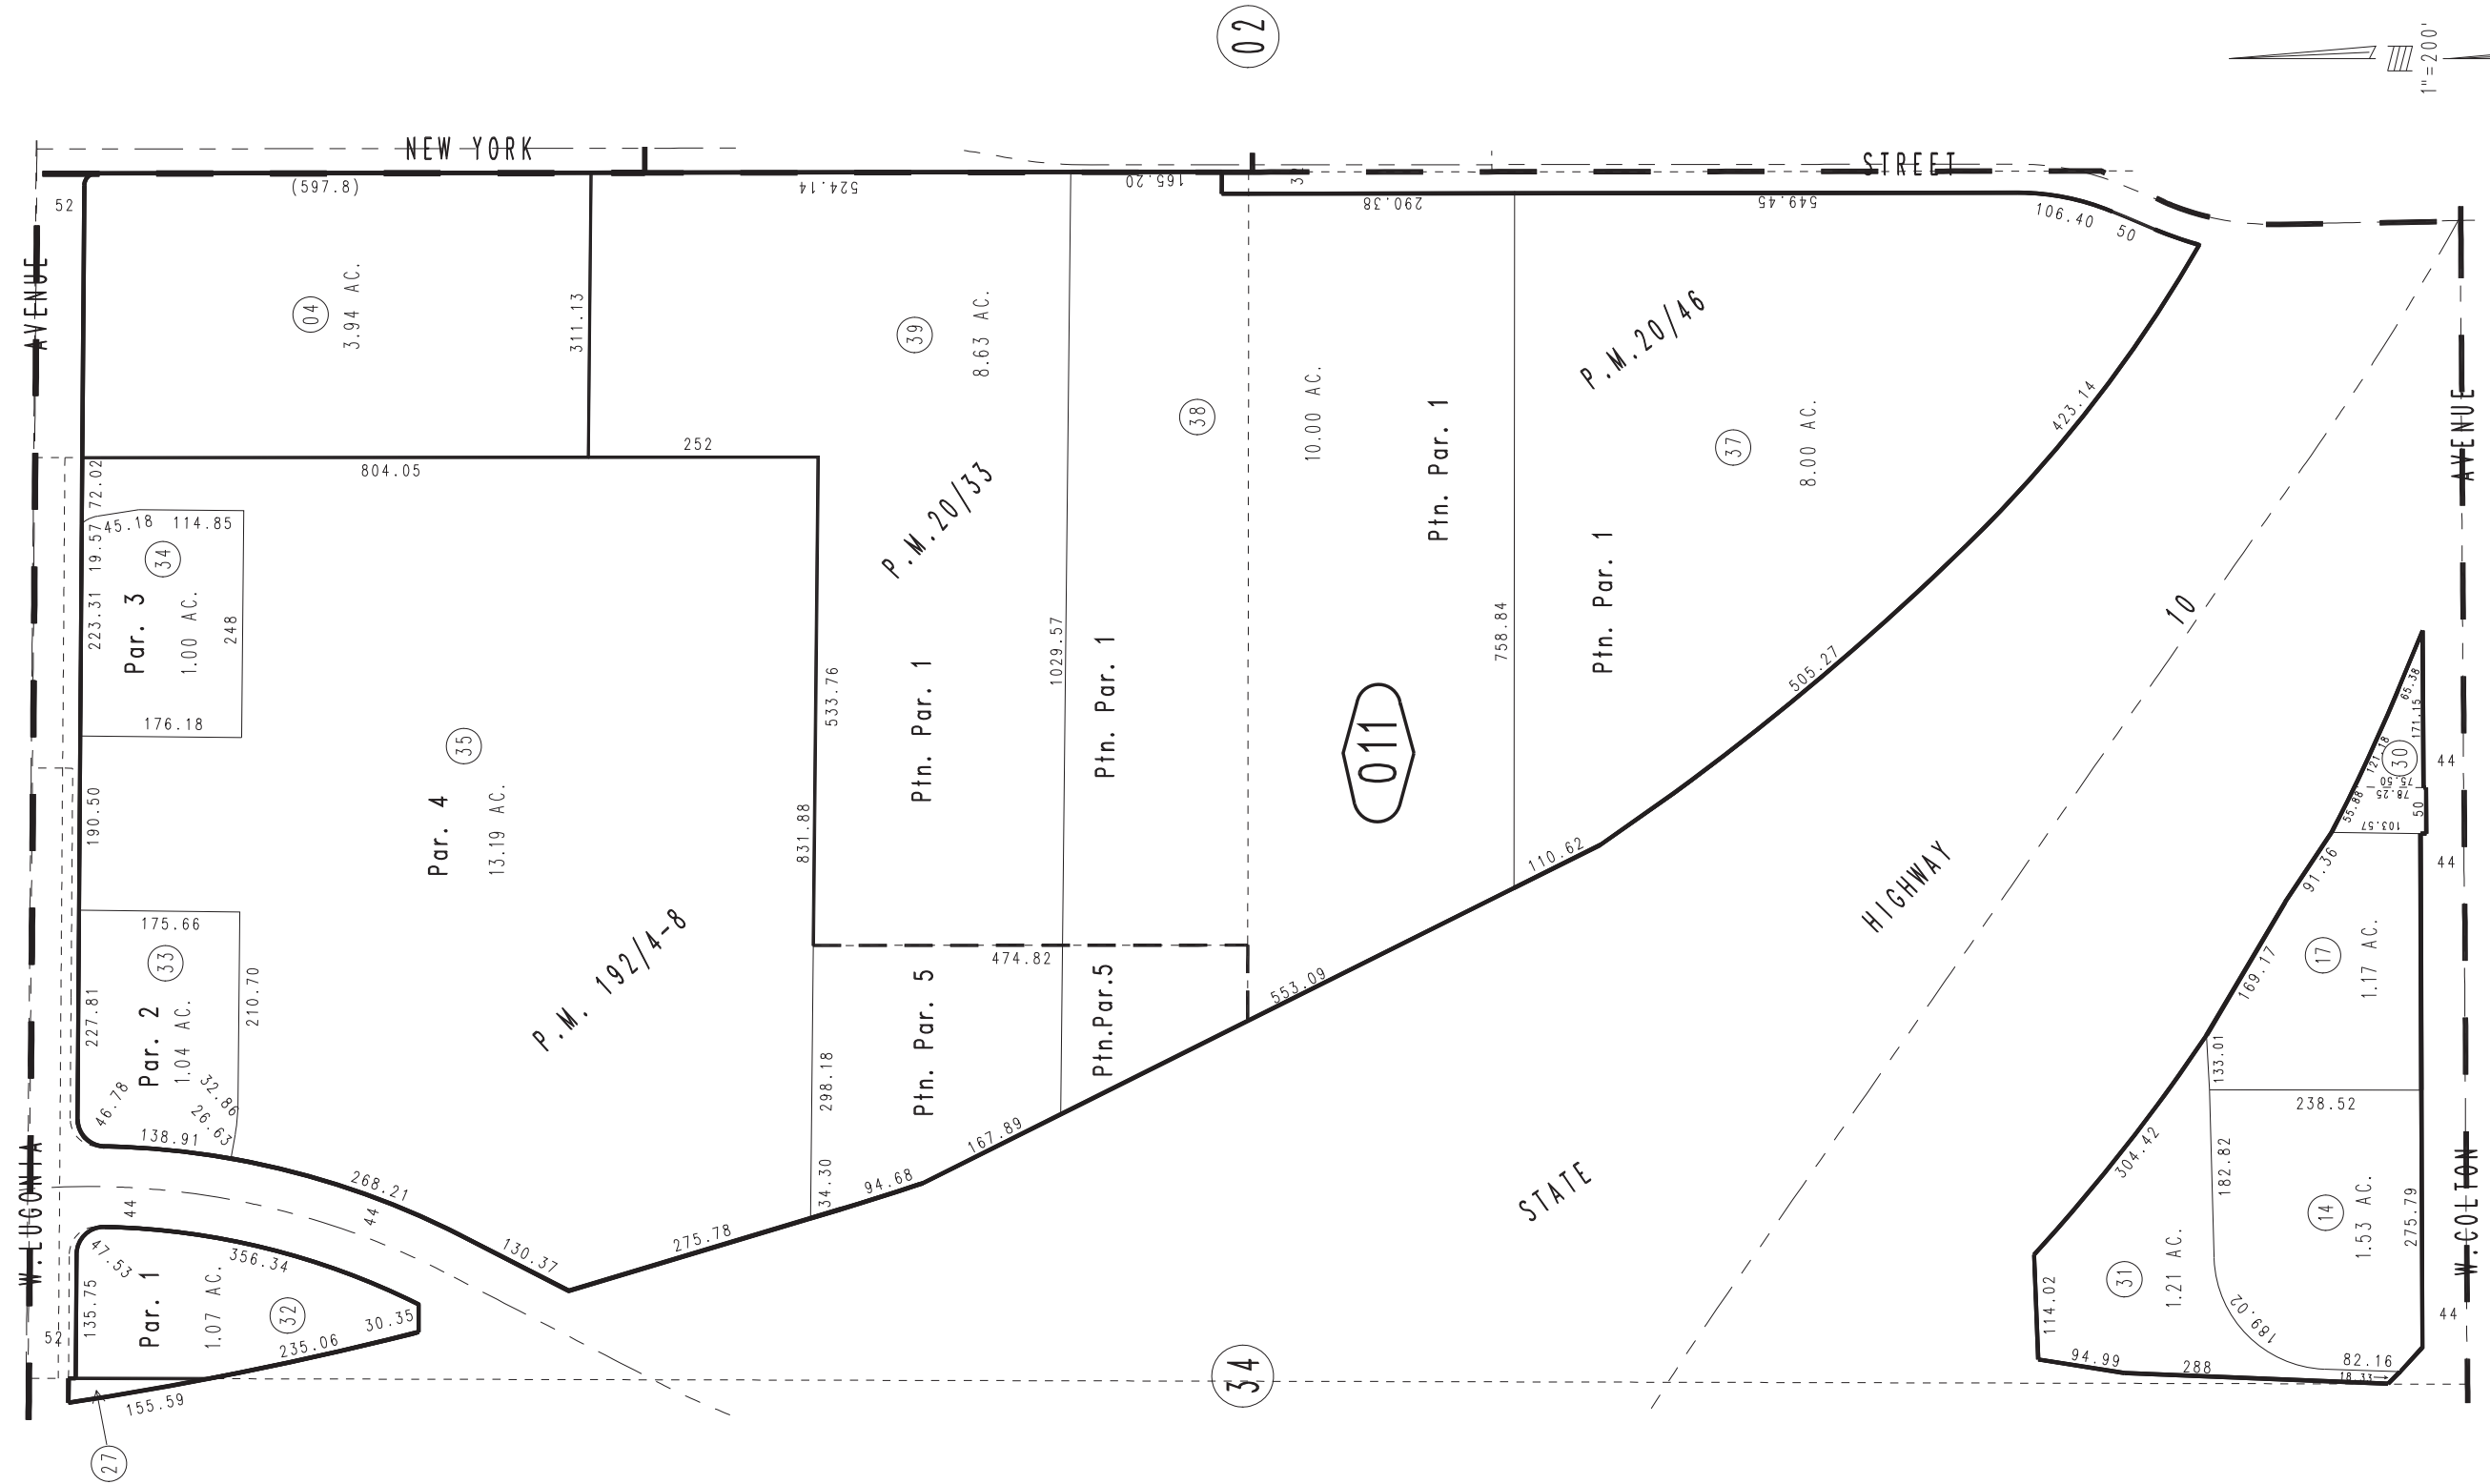 02
1"=200'
NEW YORK
STREET
(597.8)
524.14
165.20
290.38
549.45
106.40
50
52
AVENUE
04
3.94 AC.
311.13
39
8.63 AC.
38
10.00 AC.
P.M.20/46
37
8.00 AC.
423.14
AVENUE
804.05
252
72.02
19.57
45.18
114.85
34
223.31
Par. 3
1.00 AC.
248
176.18
P.M.20/33
Ptn. Par. 1
Ptn. Par. 1
1029.57
758.84
505.27
10
35
Par. 4
13.19 AC.
533.76
831.88
Ptn. Par. 1
Ptn. Par. 1
011
190.50
175.66
33
227.81
Par. 2
1.04 AC.
210.70
46.78
32.86
26.63
138.91
P.M. 192/4-8
474.82
Ptn. Par. 5
Ptn.Par.5
298.18
34.30
94.68
167.89
553.09
110.62
HIGHWAY
STATE
268.21
44
44
130.37
275.78
W. LUGONIA
47.53
356.34
135.75
Par. 1
1.07 AC.
32
30.35
235.06
52
155.59
27
34
65.38
171.15
121.18
30
75.50
78.25
55.88
50
103.57
44
44
91.36
169.17
17
1.17 AC.
133.01
238.52
304.42
182.82
14
1.53 AC.
275.79
31
1.21 AC.
114.02
189.02
94.99
288
82.16
18.33
44
W.COLTON